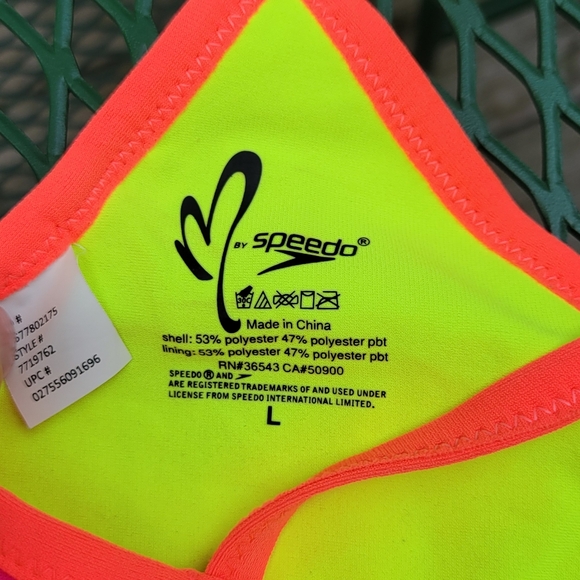 M BY speedo®
Made in China
shell: 53% polyester 47% polyester pbt
lining: 53% polyester 47% polyester pbt
RN#36543 CA#50900
SPEEDO ® AND
ARE REGISTERED TRADEMARKS OF AND USED UNDER
LICENSE FROM SPEEDO INTERNATIONAL LIMITED.
L
#
577802175
STYLE#
7719762
UPC#
027556091696